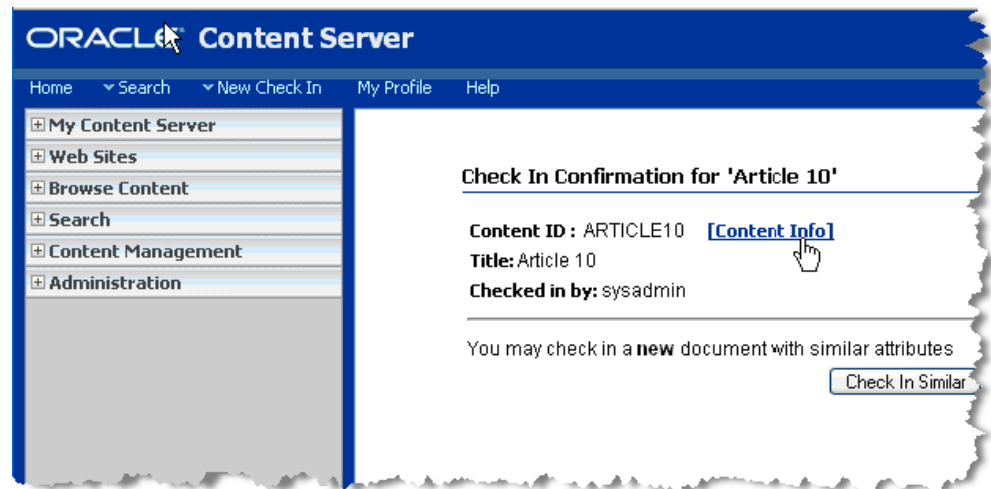 ORACLE Content Server
Home Search New Check In My Profile Help
My Content Server
Web Sites
Browse Content
Search
Content Management
Administration
Check In Confirmation for 'Article 10'
Content ID : ARTICLE10 [Content Info]
Title: Article 10
Checked in by: sysadmin
You may check in a new document with similar attributes
Check In Similar